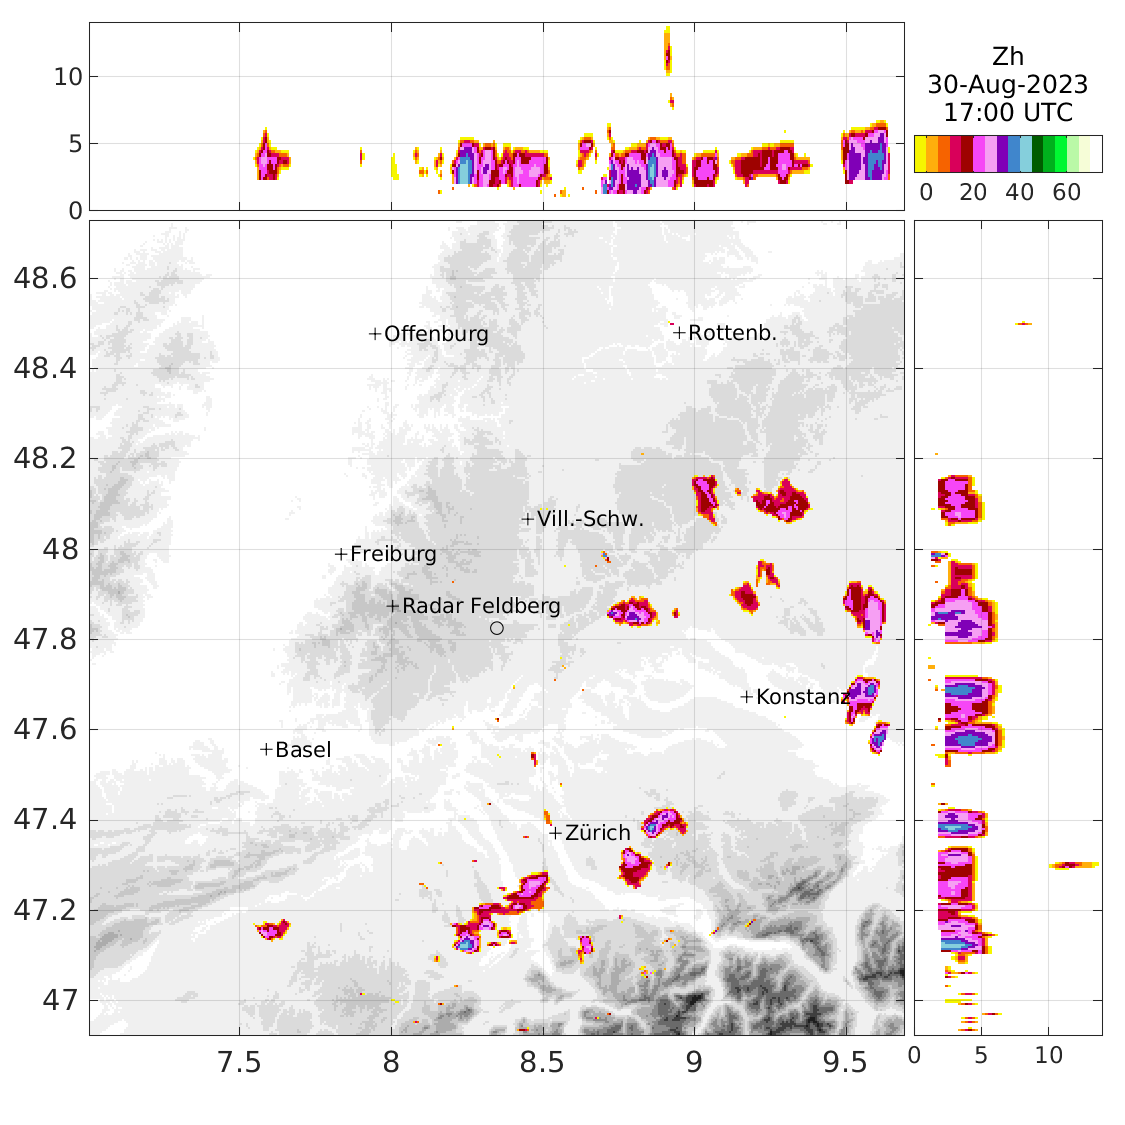 10
5
0
Zh
30-Aug-2023
17:00 UTC
0 20 40 60
48.6
48.4
48.2
48
47.8
47.6
47.4
47.2
47
+Offenburg
+Rottenb.
+Vill.-Schw.
+Freiburg
+Radar Feldberg
+Konstanz
+Basel
+Zürich
7.5 8 8.5 9 9.5
0 5 10